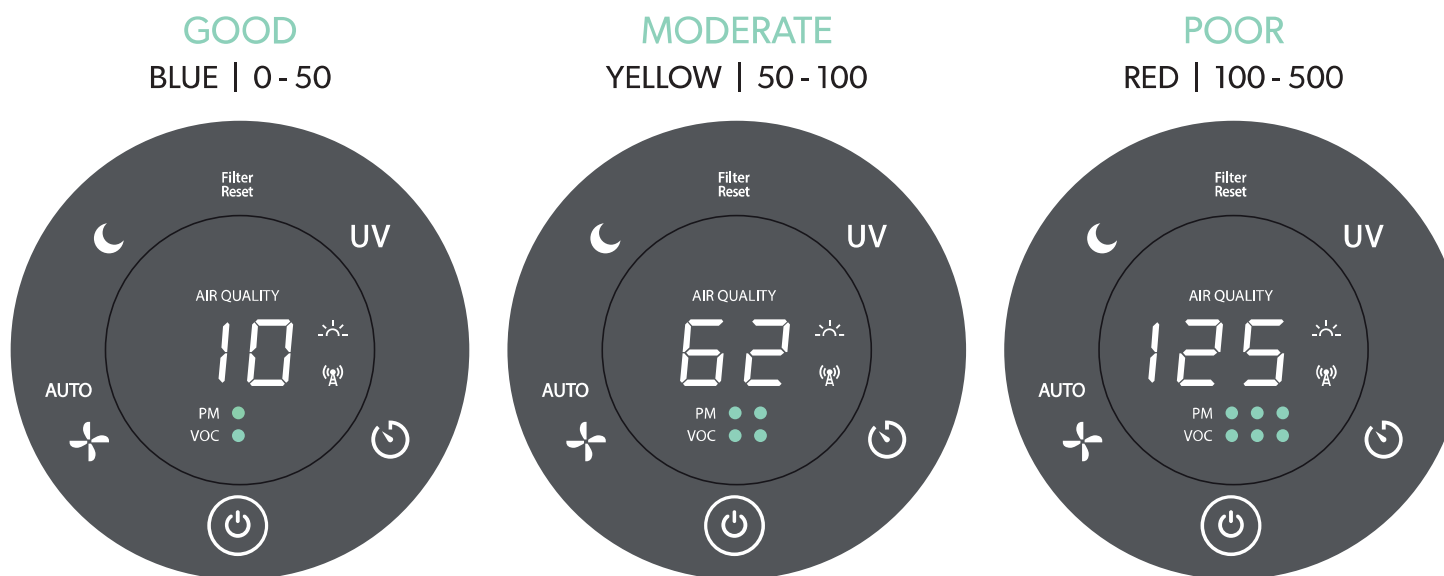 GOOD
BLUE | 0 - 50
Filter
Reset
UV
AIR QUALITY
10
AUTO
PM
VOC
MODERATE
YELLOW | 50 - 100
Filter
Reset
UV
AIR QUALITY
62
AUTO
PM
VOC
POOR
RED | 100 - 500
Filter
Reset
UV
AIR QUALITY
125
AUTO
PM
VOC